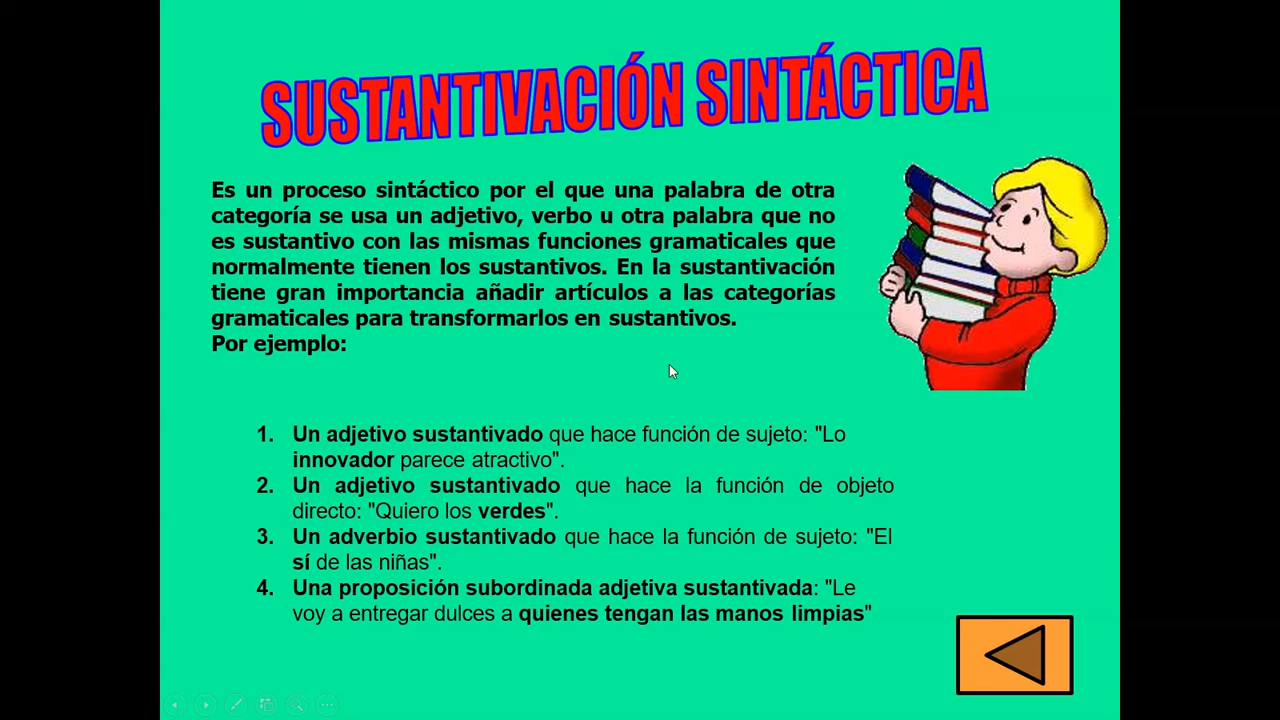 SUSTANTIVACIÓN SINTÁCTICA
Es un proceso sintáctico por el que una palabra de otra
categoría se usa un adjetivo, verbo u otra palabra que no
es sustantivo con las mismas funciones gramaticales que
normalmente tienen los sustantivos. En la sustantivación
tiene gran importancia añadir artículos a las categorías
gramaticales para transformarlos en sustantivos.
Por ejemplo:
1. Un adjetivo sustantivado que hace función de sujeto: "Lo
innovador parece atractivo".
2. Un adjetivo sustantivado que hace la función de objeto
directo: "Quiero los verdes".
3. Un adverbio sustantivado que hace la función de sujeto: "El
sí de las niñas".
4. Una proposición subordinada adjetiva sustantivada: "Le
voy a entregar dulces a quienes tengan las manos limpias"